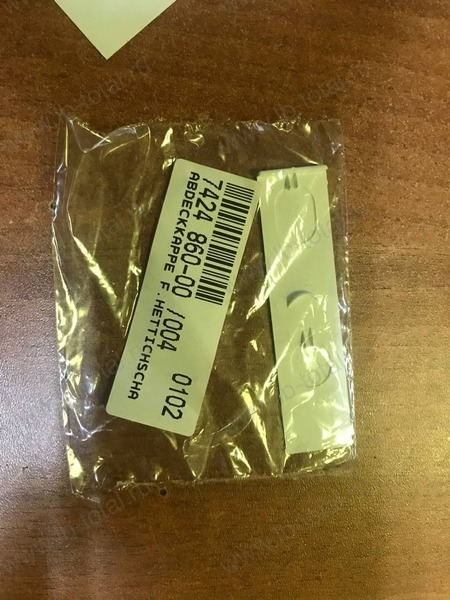 7424 860-00 /004 0102
ABDECKKAPPE F.HETTICHSCHA